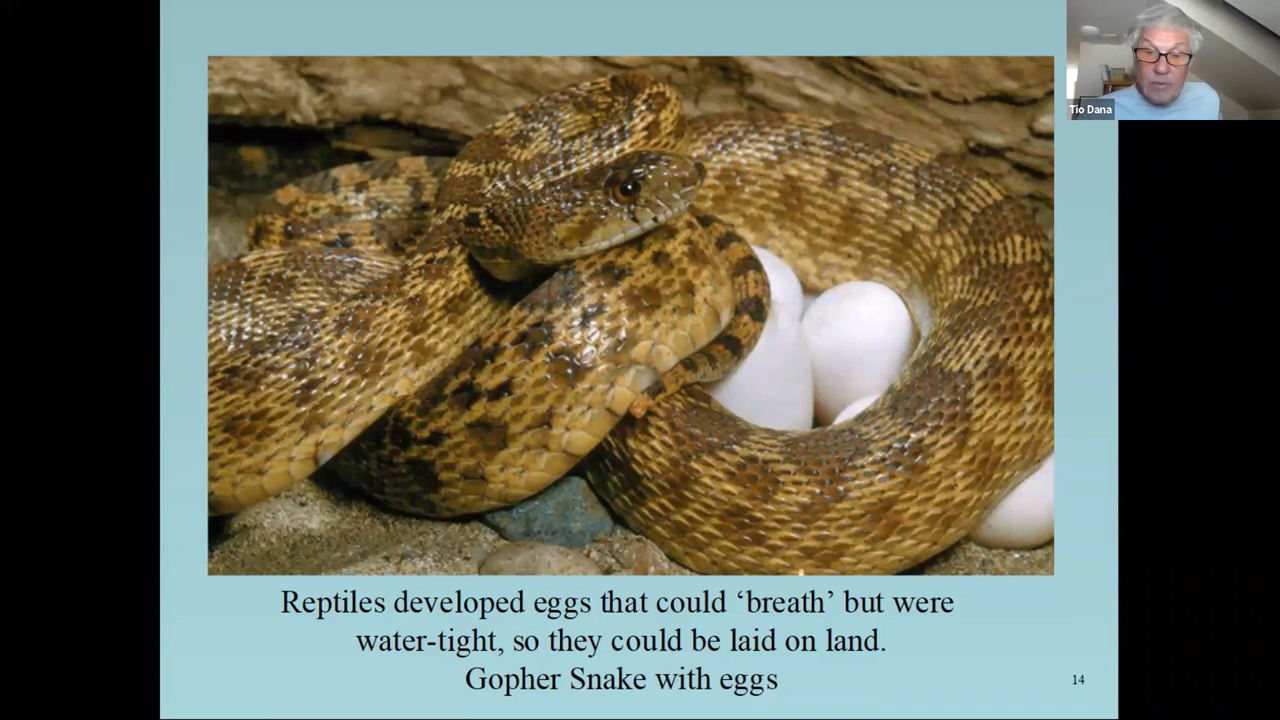 Tio Dana
Reptiles developed eggs that could ‘breath’ but were
water-tight, so they could be laid on land.
Gopher Snake with eggs
14